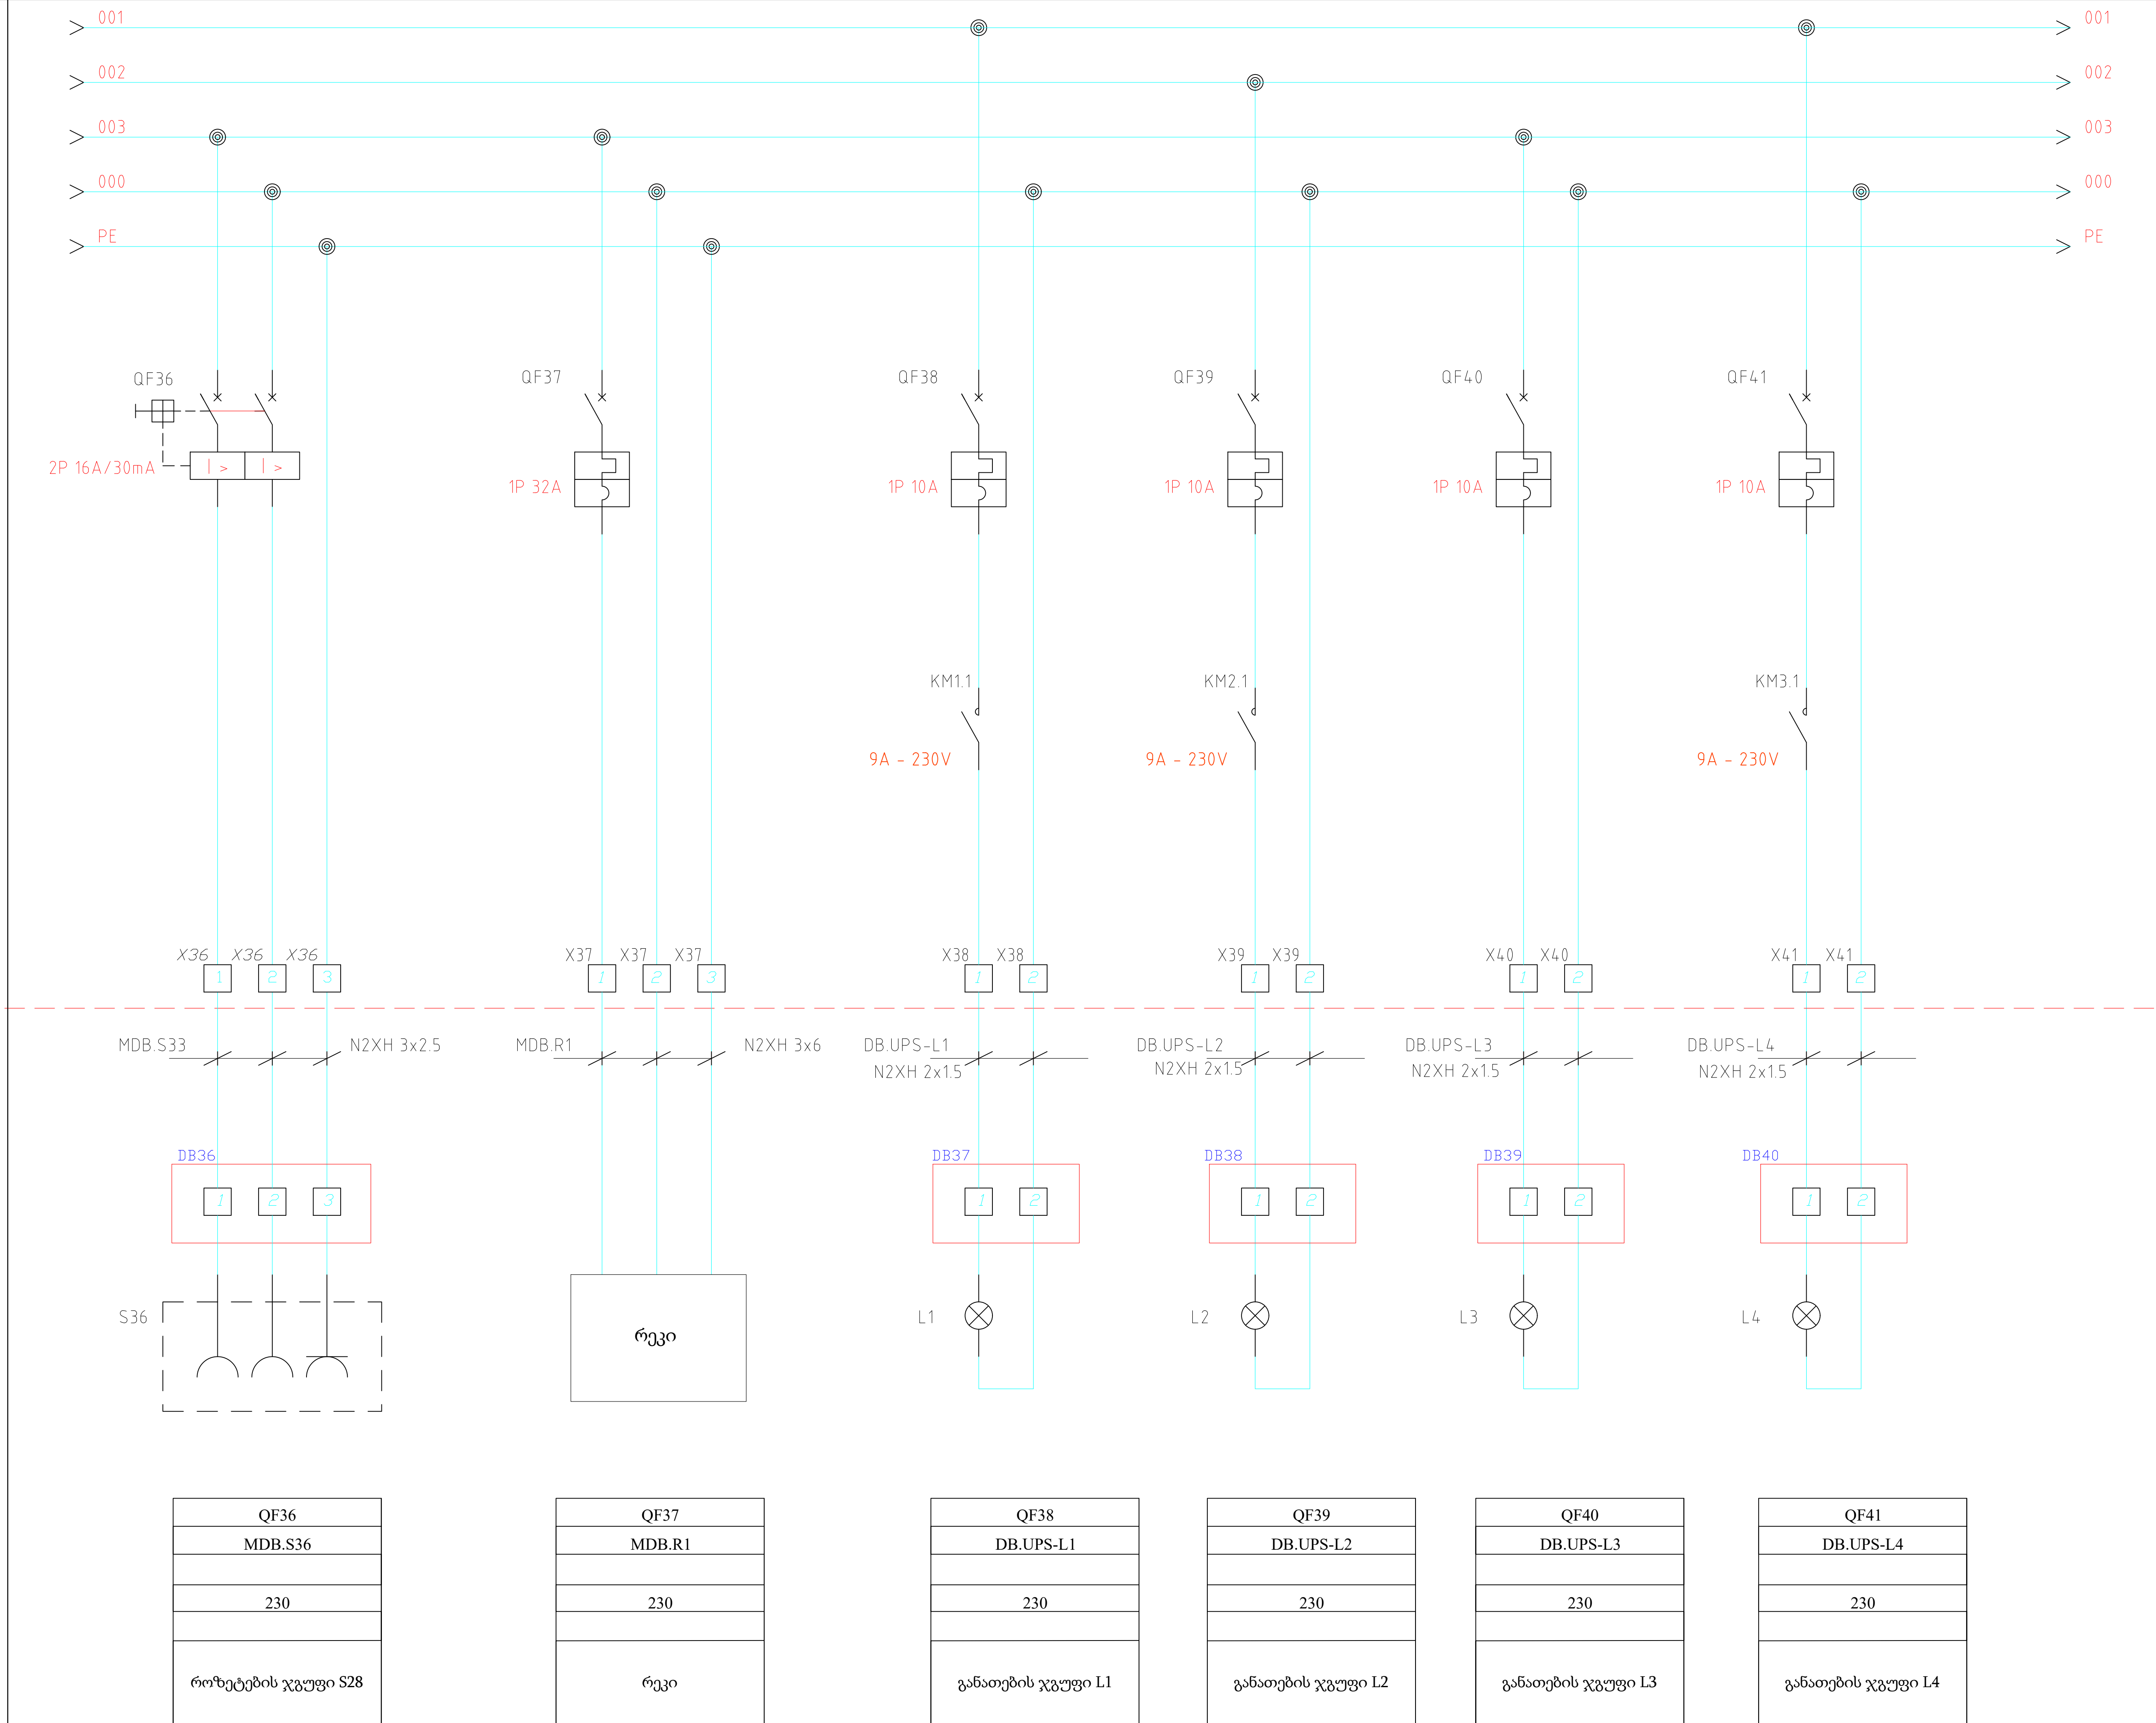 001 001
002 002
003 003
000 000
PE PE
QF36 QF37 QF38 QF39 QF40 QF41
2P 16A/30mA I > I >
1P 32A 1P 10A 1P 10A 1P 10A 1P 10A
KM1.1 KM2.1 KM3.1
9A - 230V 9A - 230V 9A - 230V
X36 X36 X36 X37 X37 X37 X38 X38 X39 X39 X40 X40 X41 X41
1 2 3 1 2 3 1 2 1 2 1 2 1 2
MDB.S33 N2XH 3x2.5 MDB.R1 N2XH 3x6 DB.UPS-L1 DB.UPS-L2 DB.UPS-L3 DB.UPS-L4
N2XH 2x1.5 N2XH 2x1.5 N2XH 2x1.5 N2XH 2x1.5
DB36 DB37 DB38 DB39 DB40
1 2 3 1 2 1 2 1 2 1 2
S36 L1 L2 L3 L4
რეკი
QF36 QF37 QF38 QF39 QF40 QF41
MDB.S36 MDB.R1 DB.UPS-L1 DB.UPS-L2 DB.UPS-L3 DB.UPS-L4
230 230 230 230 230 230
როზეტების ჯგუფი S28 რეკი განათების ჯგუფი L1 განათების ჯგუფი L2 განათების ჯგუფი L3 განათების ჯგუფი L4